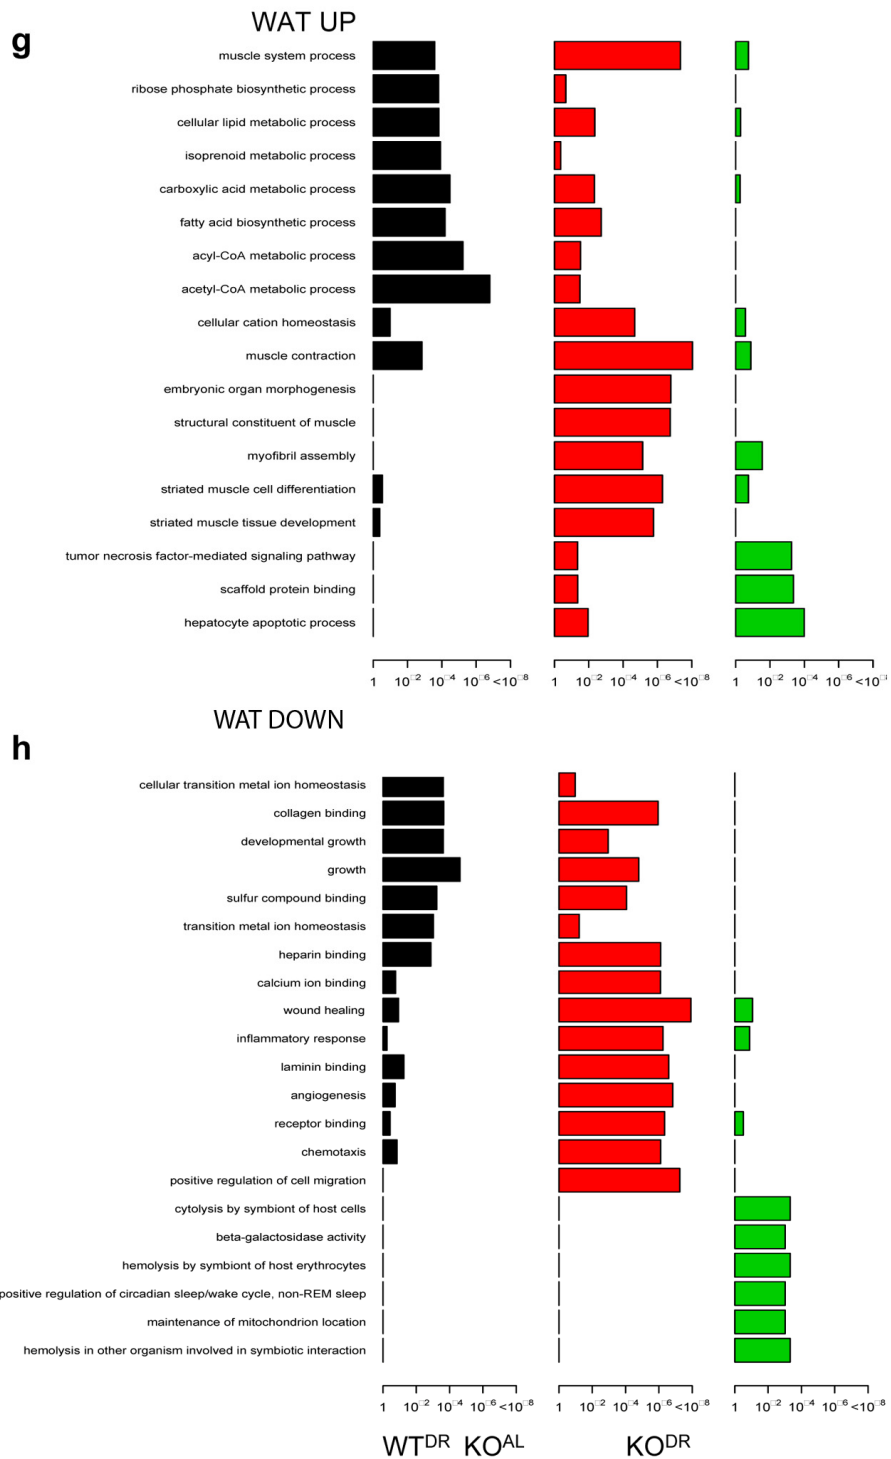 WAT UP
g
muscle system process
ribose phosphate biosynthetic process
cellular lipid metabolic process
isoprenoid metabolic process
carboxylic acid metabolic process
fatty acid biosynthetic process
acyl-CoA metabolic process
acetyl-CoA metabolic process
cellular cation homeostasis
muscle contraction
embryonic organ morphogenesis
structural constituent of muscle
myofibril assembly
striated muscle cell differentiation
striated muscle tissue development
tumor necrosis factor-mediated signaling pathway
scaffold protein binding
hepatocyte apoptotic process
1 10□2 10□4 10□6 <10□8 1 10□2 10□4 10□6 <10□8 1 10□2 10□4 10□6 <10□
WAT DOWN
h
cellular transition metal ion homeostasis
collagen binding
developmental growth
growth
sulfur compound binding
transition metal ion homeostasis
heparin binding
calcium ion binding
wound healing
inflammatory response
laminin binding
angiogenesis
receptor binding
chemotaxis
positive regulation of cell migration
cytolysis by symbiont of host cells
beta-galactosidase activity
hemolysis by symbiont of host erythrocytes
positive regulation of circadian sleep/wake cycle, non-REM sleep
maintenance of mitochondrion location
hemolysis in other organism involved in symbiotic interaction
1 10□2 10□4 10□6 <10□8 1 10□2 10□4 10□6 <10□8 1 10□2 10□4 10□6 <10□8
WT^DR KO^AL KO^DR